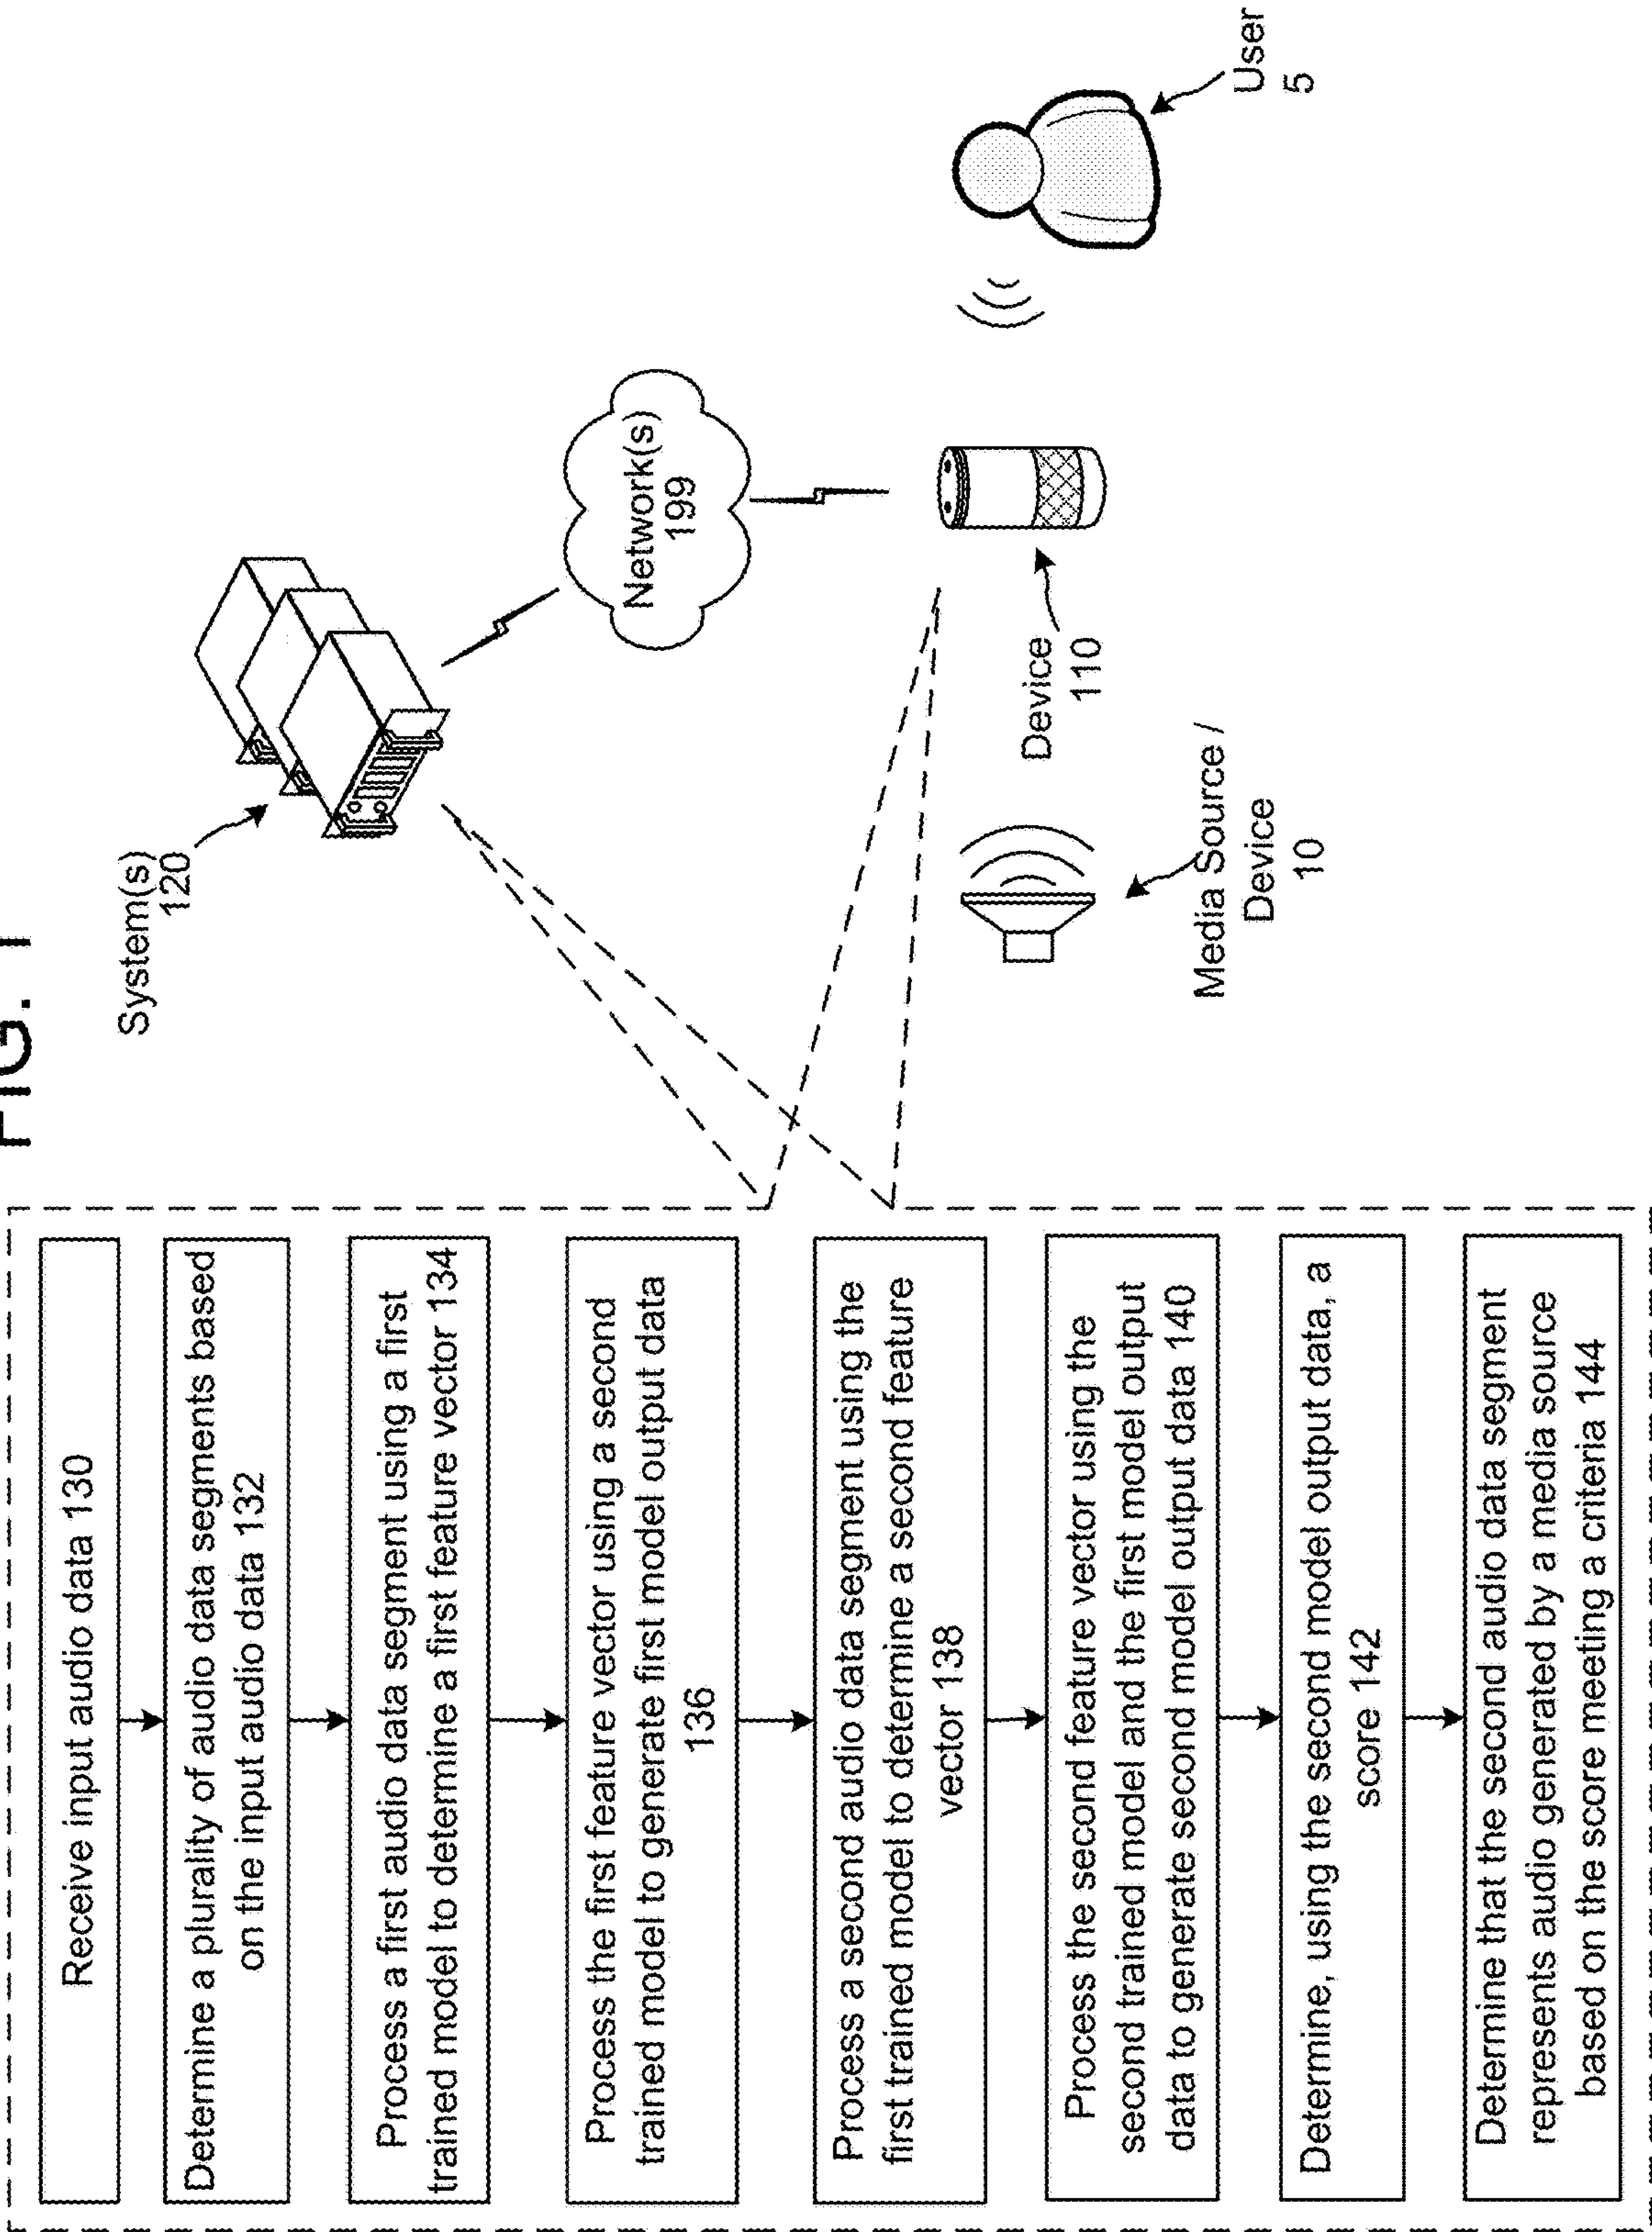 FIG. 1
Receive input audio data 130
Determine a plurality of audio data segments based
on the input audio data 132
Process a first audio data segment using a first
trained model to determine a first feature vector 134
Process the first feature vector using a second
trained model to generate first model output data
136
Process a second audio data segment using the
first trained model to determine a second feature
vector 138
Process the second feature vector using the
second trained model and the first model output
data to generate second model output data 140
Determine, using the second model output data, a
score 142
Determine that the second audio data segment
represents audio generated by a media source
based on the score meeting a criteria 144
System(s)
120
Network(s)
199
Device
110
Media Source /
Device
10
User
5